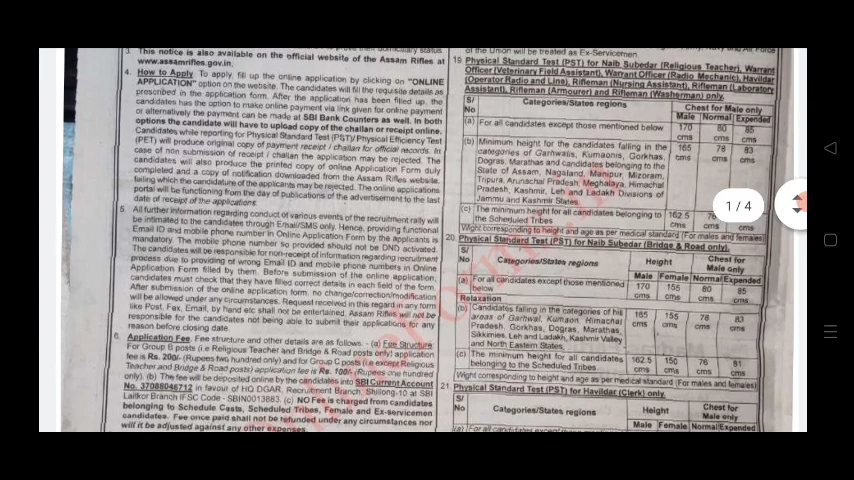 3. This notice is also available on the official website of the Assam Rifles at
www.assamrifles.gov.in.
4. How to Apply To apply, fill up the online application by clicking on "ONLINE
APPLICATION" option on the website. The candidates will fill the requisite details as
prescribed in the application form. After the application has been filled up, the
candidates has the option to make online payment via link given for online payment
or alternatively the payment can be made at SBI Bank Counters as well. In both
options the candidate will have to upload copy of the challan or receipt online.
Candidates while reporting for Physical Standard Test (PST)/ Physical Efficiency Test
(PET) will produce original copy of payment receipt / challan for official records. In
case of non submission of receipt / challan the application may be rejected. The
candidates will also produce the printed copy of online Application Form duly
completed and a copy of notification downloaded from the Assam Rifles website,
failing which the candidature of the applicants may be rejected. The online applications
portal will be functioning from the day of publications of the advertisement to the last
date of receipt of the applications.
5. All further information regarding conduct of various events of the recruitment rally will
be intimated to the candidates through Email/SMS only. Hence, providing functional
Email ID and mobile phone number in Online Application Form by the applicants is
mandatory. The mobile phone number so provided should not be DND activated.
The candidates will be responsible for non-receipt of information regarding recruitment
process due to providing of wrong Email ID and mobile phone numbers in Online
Application Form filled by them. Before submission of the online application,
candidates must check that they have filled correct details in each field of the form.
After submission of the online application form, no change/correction/modification
will be allowed under any circumstances. Request received in this regard in any form
like Post, Fax, Email, by hand etc shall not be entertained. Assam Rifles will not be
responsible for the candidates not being able to submit their applications for any
reason before closing date.
6. Application Fee. Fee structure and other details are as follows - (a) Fee Structure
For Group B posts (i.e Religious Teacher and Bridge & Road posts only) application
fee is Rs. 200/- (Rupees two hundred only) and for Group C posts (i.e except Religious
Teacher and Bridge & Road posts) application fee is Rs. 100/- (Rupees one hundred
only). (b) The fee will be deposited online by the candidates into SBI Current Account
No. 37088046712 in favour of HQ DGAR, Recruitment Branch, Shillong-10 at SBI
Laitkor Branch IFSC Code - SBIN0013883. (c) NO Fee is charged from candidates
belonging to Schedule Casts, Scheduled Tribes, Female and Ex-servicemen
candidates. Fee once paid shall not be refunded under any circumstances nor
will it be adjusted against any other expenses.
of the Union will be treated as Ex-Servicemen
19. Physical Standard Test (PST) for Naib Subedar (Religious Teacher), Warrant
Officer (Veterinary Field Assistant), Warrant Officer (Radio Mechanic), Havildar
(Operator Radio and Line), Rifleman (Nursing Assistant), Rifleman (Laboratory
Assistant), Rifleman (Armourer) and Rifleman (Washerman) only.
S/ No Categories/States regions Chest for Male only
Male Normal Expended
(a) For all candidates except those mentioned below 170 cms 80 cms 85 cms
(b) Minimum height for the candidates falling in the 165 cms 78 cms 83 cms
categories of Garhwalis, Kumaonis, Gorkhas,
Dogras, Marathas and candidates belonging to the
State of Assam, Nagaland, Manipur, Mizoram,
Tripura, Arunachal Pradesh, Meghalaya, Himachal
Pradesh, Kashmir, Leh and Ladakh Divisions of
Jammu and Kashmir States
(c) The minimum height for all candidates belonging to 162.5 cms
the Scheduled Tribes
Wight corresponding to height and age as per medical standard (For males and females)
20. Physical Standard Test (PST) for Naib Subedar (Bridge & Road only).
S/ No Categories/States regions Height Chest for Male only
Male Female Normal Expended
(a) For all candidates except those mentioned 170 cms 155 cms 80 cms 85 cms
below
Relaxation
(b) Candidates falling in the categories of his 165 cms 155 cms 78 cms 83 cms
areas of Garhwal, Kumaon, Himachal
Pradesh, Gorkhas, Dogras, Marathas,
Sikkimies, Leh and Ladakh, Kashmir Valley
and North Eastern States.
(c) The minimum height for all candidates 162.5 cms 150 cms 76 cms 81 cms
belonging to the Scheduled Tribes
Wight corresponding to height and age as per medical standard (For males and females)
21. Physical Standard Test (PST) for Havildar (Clerk) only.
S/ No Categories/States regions Height Chest for Male only
Male Female Normal Expended
(a) For all candidates except
1 / 4